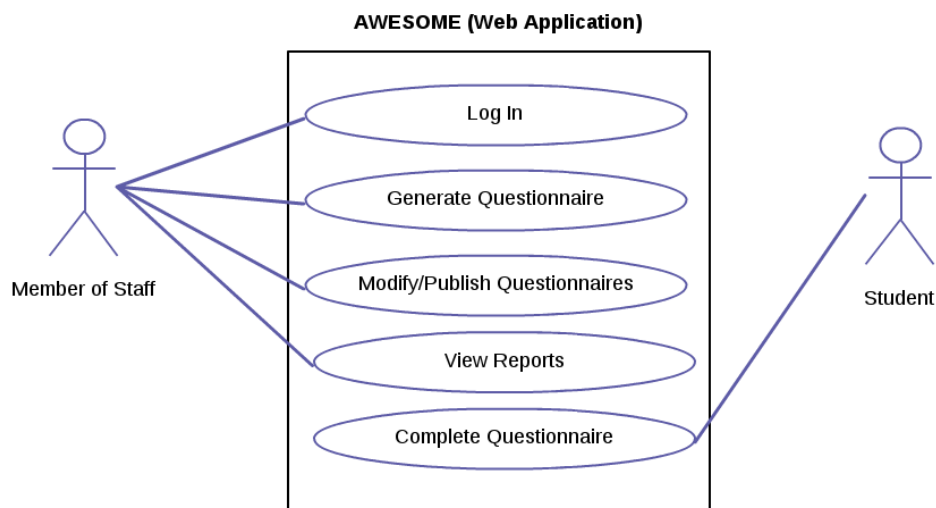 AWESOME (Web Application)
Log In
Generate Questionnaire
Modify/Publish Questionnaires
Member of Staff
Student
View Reports
Complete Questionnaire